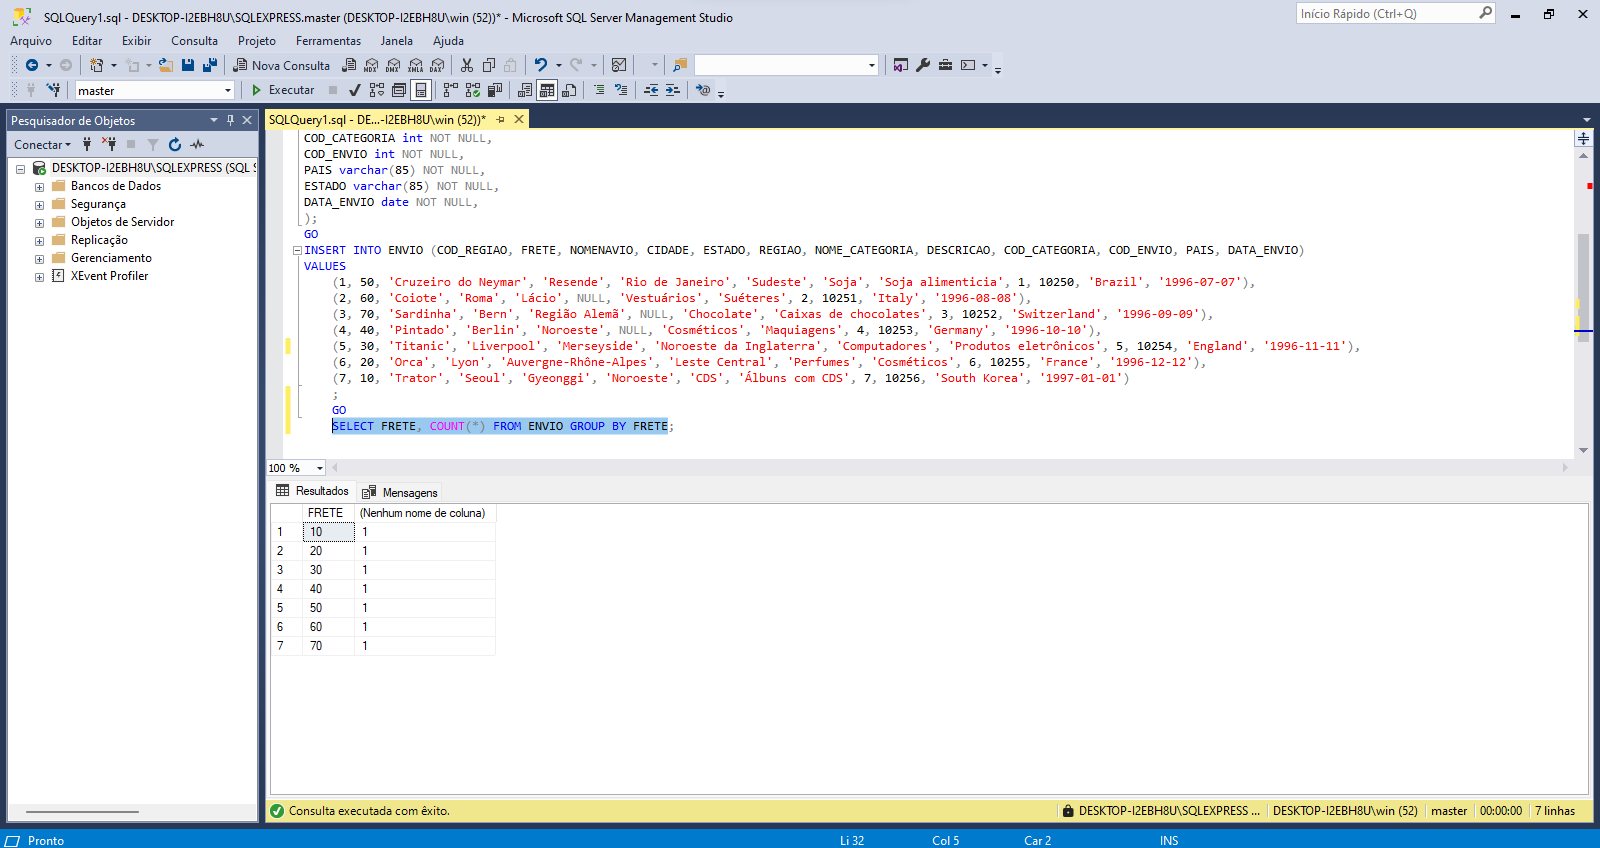 SQLQuery1.sql - DESKTOP-I2EBH8U\SQLEXPRESS.master (DESKTOP-I2EBH8U\win (52))* - Microsoft SQL Server Management Studio
Início Rápido (Ctrl+Q)
Arquivo Editar Exibir Consulta Projeto Ferramentas Janela Ajuda
Nova Consulta MDX DMX XMLA DAX
master Executar
Pesquisador de Objetos
SQLQuery1.sql - DE...-I2EBH8U\win (52))*
Conectar
DESKTOP-I2EBH8U\SQLEXPRESS (SQL S
Bancos de Dados
Segurança
Objetos de Servidor
Replicação
Gerenciamento
XEvent Profiler
COD_CATEGORIA int NOT NULL,
COD_ENVIO int NOT NULL,
PAIS varchar(85) NOT NULL,
ESTADO varchar(85) NOT NULL,
DATA_ENVIO date NOT NULL,
);
GO
INSERT INTO ENVIO (COD_REGIAO, FRETE, NOMENAVIO, CIDADE, ESTADO, REGIAO, NOME_CATEGORIA, DESCRICAO, COD_CATEGORIA, COD_ENVIO, PAIS, DATA_ENVIO)
VALUES
(1, 50, 'Cruzeiro do Neymar', 'Resende', 'Rio de Janeiro', 'Sudeste', 'Soja', 'Soja alimenticia', 1, 10250, 'Brazil', '1996-07-07'),
(2, 60, 'Coiote', 'Roma', 'Lácio', NULL, 'Vestuários', 'Suéteres', 2, 10251, 'Italy', '1996-08-08'),
(3, 70, 'Sardinha', 'Bern', 'Região Alemã', NULL, 'Chocolate', 'Caixas de chocolates', 3, 10252, 'Switzerland', '1996-09-09'),
(4, 40, 'Pintado', 'Berlin', 'Noroeste', NULL, 'Cosméticos', 'Maquiagens', 4, 10253, 'Germany', '1996-10-10'),
(5, 30, 'Titanic', 'Liverpool', 'Merseyside', 'Noroeste da Inglaterra', 'Computadores', 'Produtos eletrônicos', 5, 10254, 'England', '1996-11-11'),
(6, 20, 'Orca', 'Lyon', 'Auvergne-Rhône-Alpes', 'Leste Central', 'Perfumes', 'Cosméticos', 6, 10255, 'France', '1996-12-12'),
(7, 10, 'Trator', 'Seoul', 'Gyeonggi', 'Noroeste', 'CDS', 'Álbuns com CDS', 7, 10256, 'South Korea', '1997-01-01')
;
GO
SELECT FRETE, COUNT(*) FROM ENVIO GROUP BY FRETE;
100 %
Resultados Mensagens
FRETE (Nenhum nome de coluna)
1 10 1
2 20 1
3 30 1
4 40 1
5 50 1
6 60 1
7 70 1
Consulta executada com êxito. DESKTOP-I2EBH8U\SQLEXPRESS ... DESKTOP-I2EBH8U\win (52) master 00:00:00 7 linhas
Pronto Li 32 Col 5 Car 2 INS